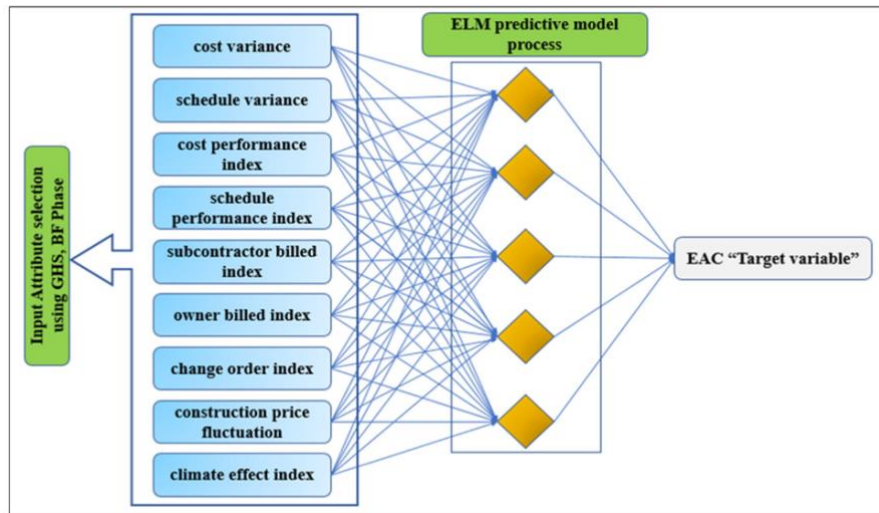 Input Attribute selection
using GHS, BF Phase
cost variance
schedule variance
cost performance
index
schedule
performance index
subcontractor billed
index
owner billed index
change order index
construction price
fluctuation
climate effect index
ELM predictive model
process
EAC “Target variable”